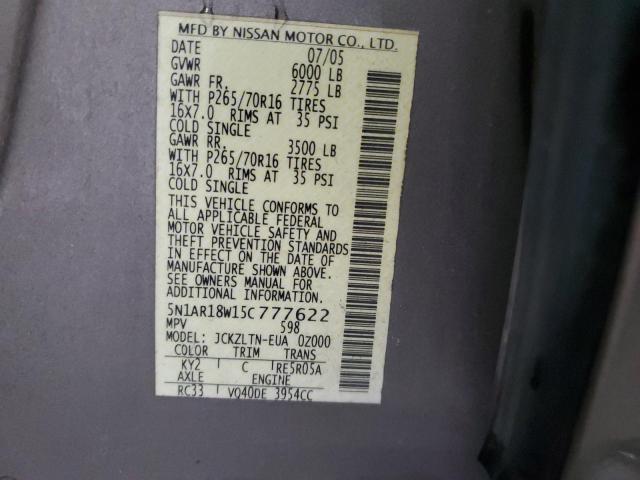 MFD BY NISSAN MOTOR CO., LTD.
DATE 07/05
GVWR 6000 LB
GAWR FR. 2775 LB
WITH P265/70R16 TIRES
16X7.0 RIMS AT 35 PSI
COLD SINGLE
GAWR RR. 3500 LB
WITH P265/70R16 TIRES
16X7.0 RIMS AT 35 PSI
COLD SINGLE
THIS VEHICLE CONFORMS TO
ALL APPLICABLE FEDERAL
MOTOR VEHICLE SAFETY AND
THEFT PREVENTION STANDARDS
IN EFFECT ON THE DATE OF
MANUFACTURE SHOWN ABOVE.
SEE OWNERS MANUAL FOR
ADDITIONAL INFORMATION.
5N1AR18W15C777622
MPV 598
MODEL: JCKZLTN-EUA 0Z000
COLOR TRIM TRANS
KY2 C RE5R05A
AXLE ENGINE
RC33 VQ40DE 3954CC